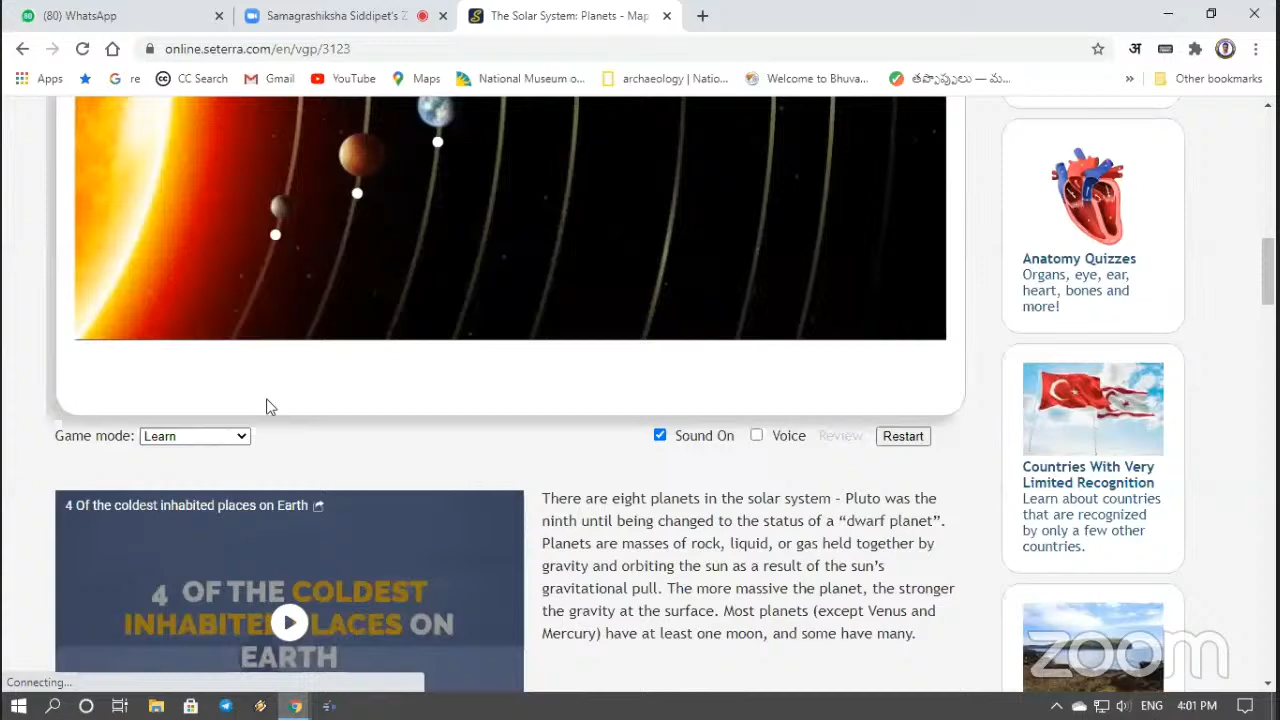 (80) WhatsApp
Samagrashiksha Siddipet's Z
The Solar System: Planets - Map
online.seterra.com/en/vgp/3123
अ
Apps
re
CC Search
Gmail
YouTube
Maps
National Museum o...
archaeology | Natio...
Welcome to Bhuva...
తప్పొప్పులు — మ...
»
Other bookmarks
Anatomy Quizzes
Organs, eye, ear,
heart, bones and
more!
Game mode: Learn
Sound On Voice Review Restart
Countries With Very
Limited Recognition
Learn about countries
that are recognized
by only a few other
countries.
4 Of the coldest inhabited places on Earth
4 OF THE COLDEST
INHABITED PLACES ON
EARTH
There are eight planets in the solar system - Pluto was the
ninth until being changed to the status of a “dwarf planet”.
Planets are masses of rock, liquid, or gas held together by
gravity and orbiting the sun as a result of the sun’s
gravitational pull. The more massive the planet, the stronger
the gravity at the surface. Most planets (except Venus and
Mercury) have at least one moon, and some have many.
zoom
Connecting...
ENG 4:01 PM